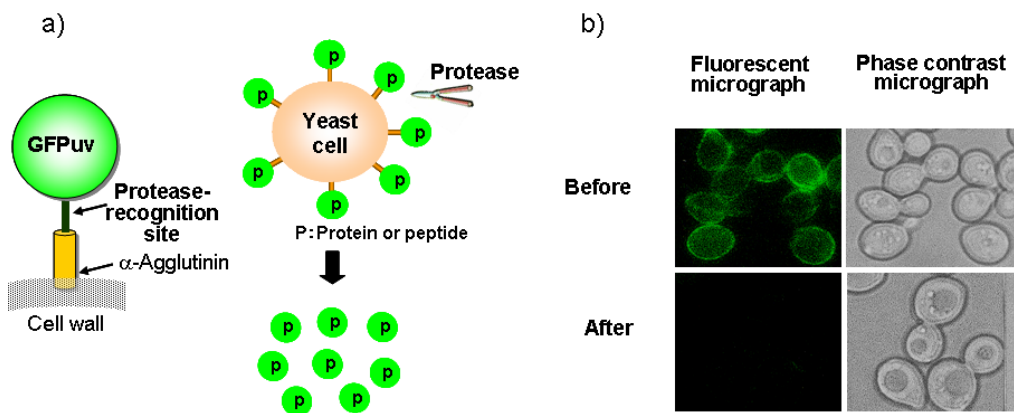 a)
GFPuv
Protease-
recognition
site
α-Agglutinin
Cell wall
p
p
p
p
p
p
p
p
Protease
Yeast
cell
P:Protein or peptide
p
p
p
p
p
p
p
p
b)
Fluorescent
micrograph
Phase contrast
micrograph
Before
After